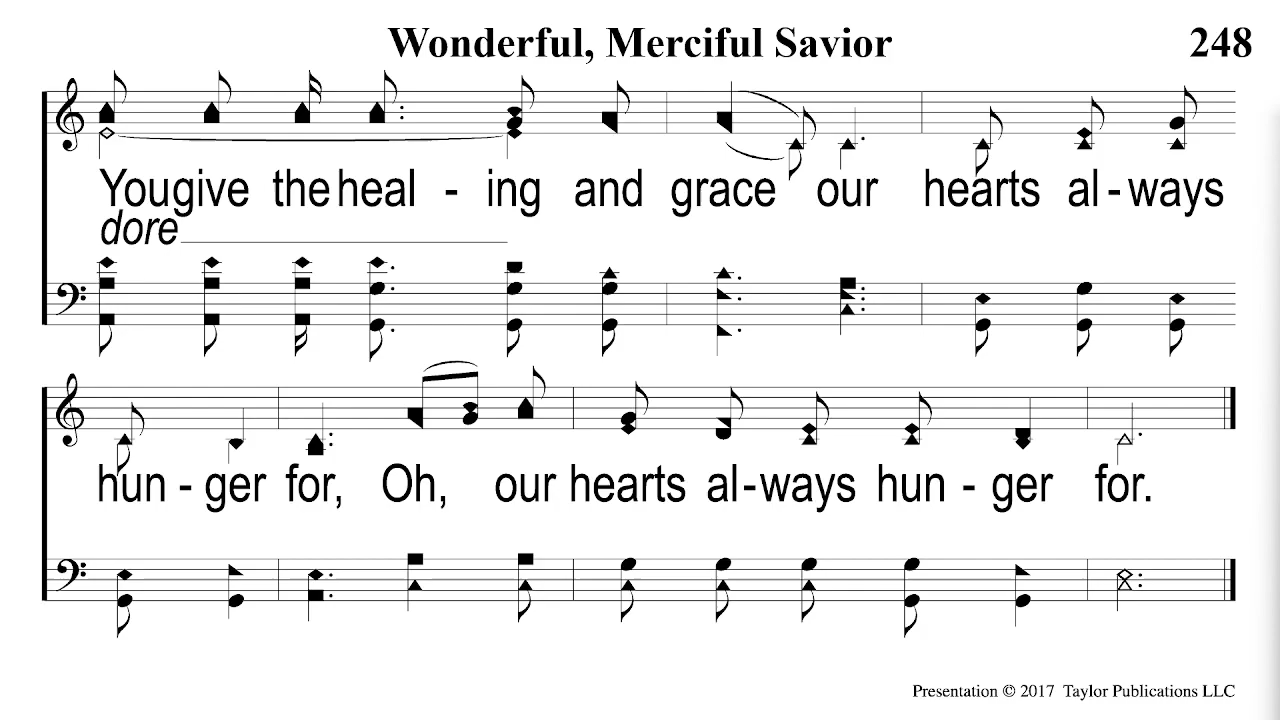 Wonderful, Merciful Savior 248
You give the heal - ing and grace our hearts al - ways
dore
hun - ger for, Oh, our hearts al - ways hun - ger for.
Presentation © 2017 Taylor Publications LLC